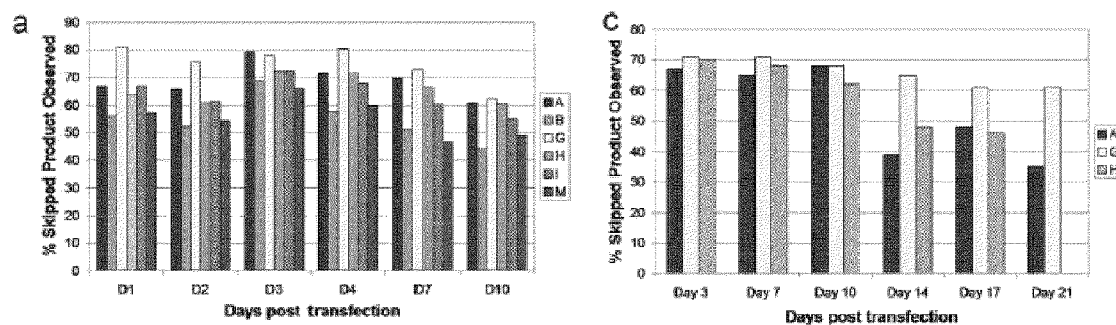 a
% Skipped Product Observed
90
80
70
60
50
40
30
20
10
0
D1 D2 D3 D4 D7 D10
Days post transfection
A
B
G
H
I
M
C
% Skipped Product Observed
80
70
60
50
40
30
20
10
0
Day 3 Day 7 Day 10 Day 14 Day 17 Day 21
Days post transfection
A
G
H